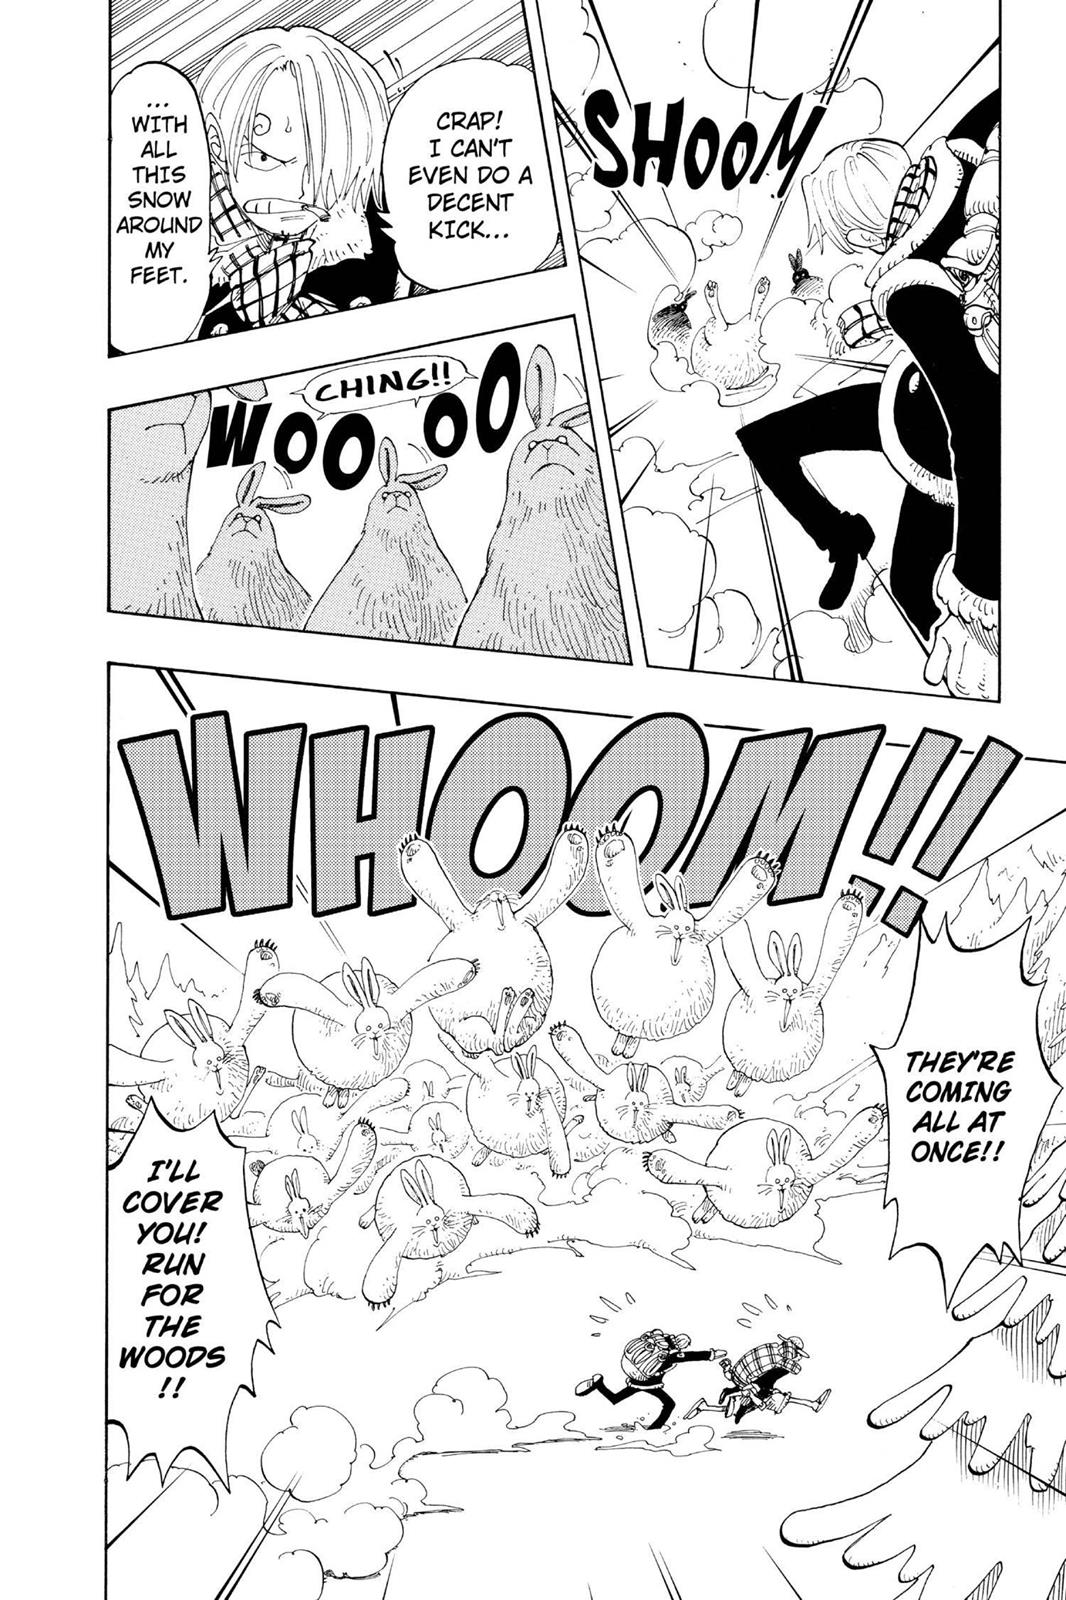 SHOOM
CRAP!
I CAN'T
EVEN DO A
DECENT
KICK...
...
WITH
ALL
THIS
SNOW
AROUND
MY
FEET.
CHING!!
WOO OO
WHOOM!!
THEY'RE
COMING
ALL AT
ONCE!!
I'LL
COVER
YOU!
RUN
FOR
THE
WOODS
!!